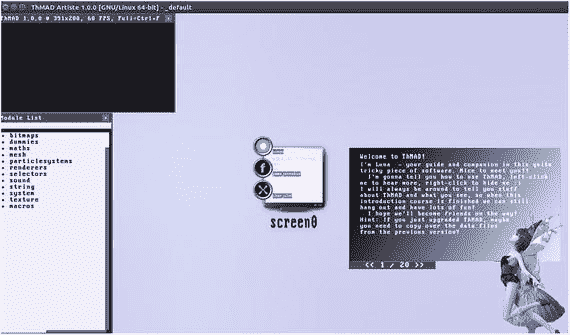 ThMAD Artiste 1.0.0 [GNU/Linux 64-bit] - _default
ThMAD 1.0.0 @ 391x208, 60 FPS, Full=Ctrl+F
Module List
bitmaps
dummies
maths
mesh
particlesystems
renderers
selectors
sound
string
system
texture
macros
screen0
Welcome to ThMAD!
I'm Luna - your guide and companion in this quite
tricky piece of software. Nice to meet you!!
I'm gonna tell you how to use ThMAD, left-click
me to hear more, right-click to hide me :)
I will always be around to tell you stuff
about ThMAD and what you see, so when this
introduction course is finished we can still
hang out and have lots of fun!
I hope we'll become friends on the way!
Hint: If you just upgraded ThMAD, maybe
you need to copy over the data files
from the previous version?
<< 1 / 20 >>